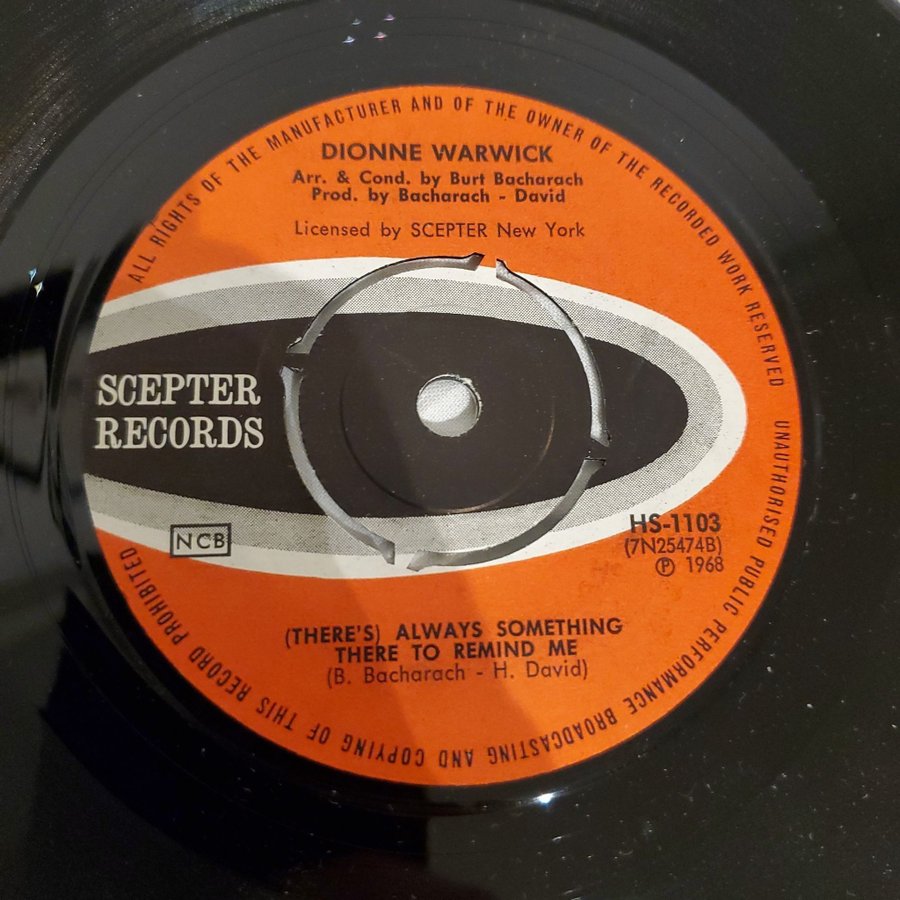 ALL RIGHTS OF THE MANUFACTURER AND OF THE OWNER OF THE RECORDED WORK RESERVED
DIONNE WARWICK
Arr. & Cond. by Burt Bacharach
Prod. by Bacharach - David
Licensed by SCEPTER New York
SCEPTER
RECORDS
NCB
HS-1103
(7N25474B)
℗ 1968
(THERE'S) ALWAYS SOMETHING
THERE TO REMIND ME
(B. Bacharach - H. David)
UNAUTHORISED PUBLIC PERFORMANCE BROADCASTING AND COPYING OF THIS RECORD PROHIBITED